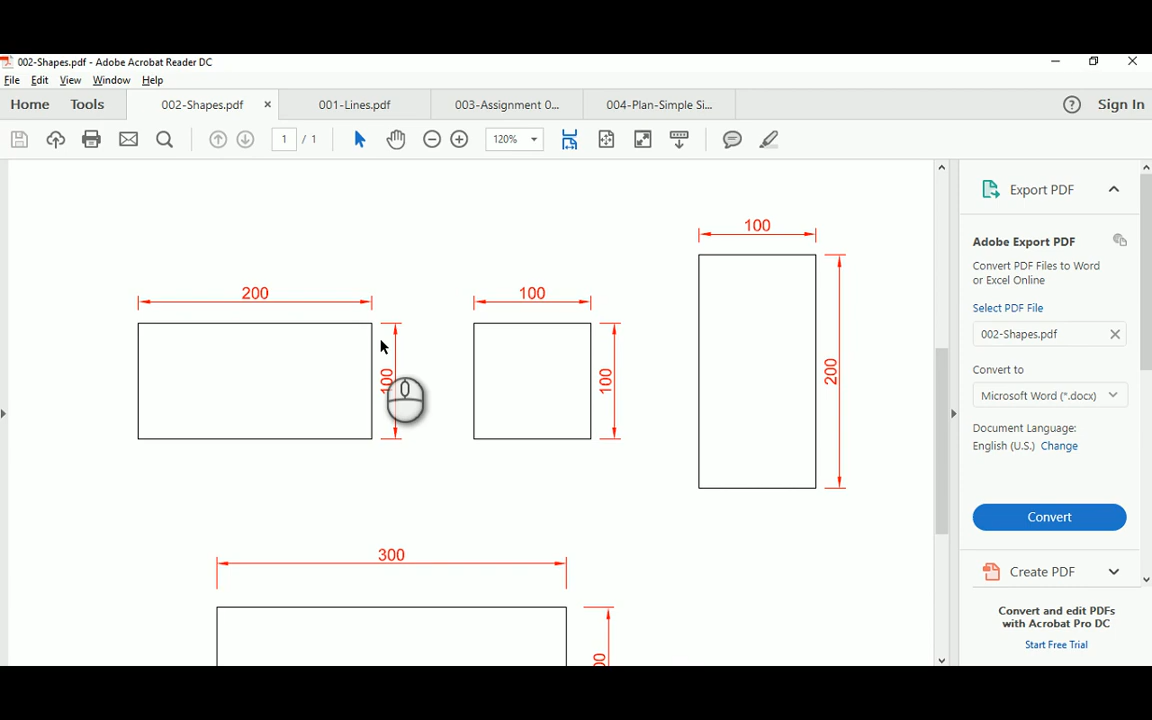 002-Shapes.pdf - Adobe Acrobat Reader DC
File Edit View Window Help
Home Tools 002-Shapes.pdf 001-Lines.pdf 003-Assignment 0... 004-Plan-Simple Si... Sign In
1 / 1 120%
Export PDF
Adobe Export PDF
Convert PDF Files to Word
or Excel Online
Select PDF File
002-Shapes.pdf
Convert to
Microsoft Word (*.docx)
Document Language:
English (U.S.) Change
Convert
Create PDF
Convert and edit PDFs
with Acrobat Pro DC
Start Free Trial
100
200
100
200
100
100
300